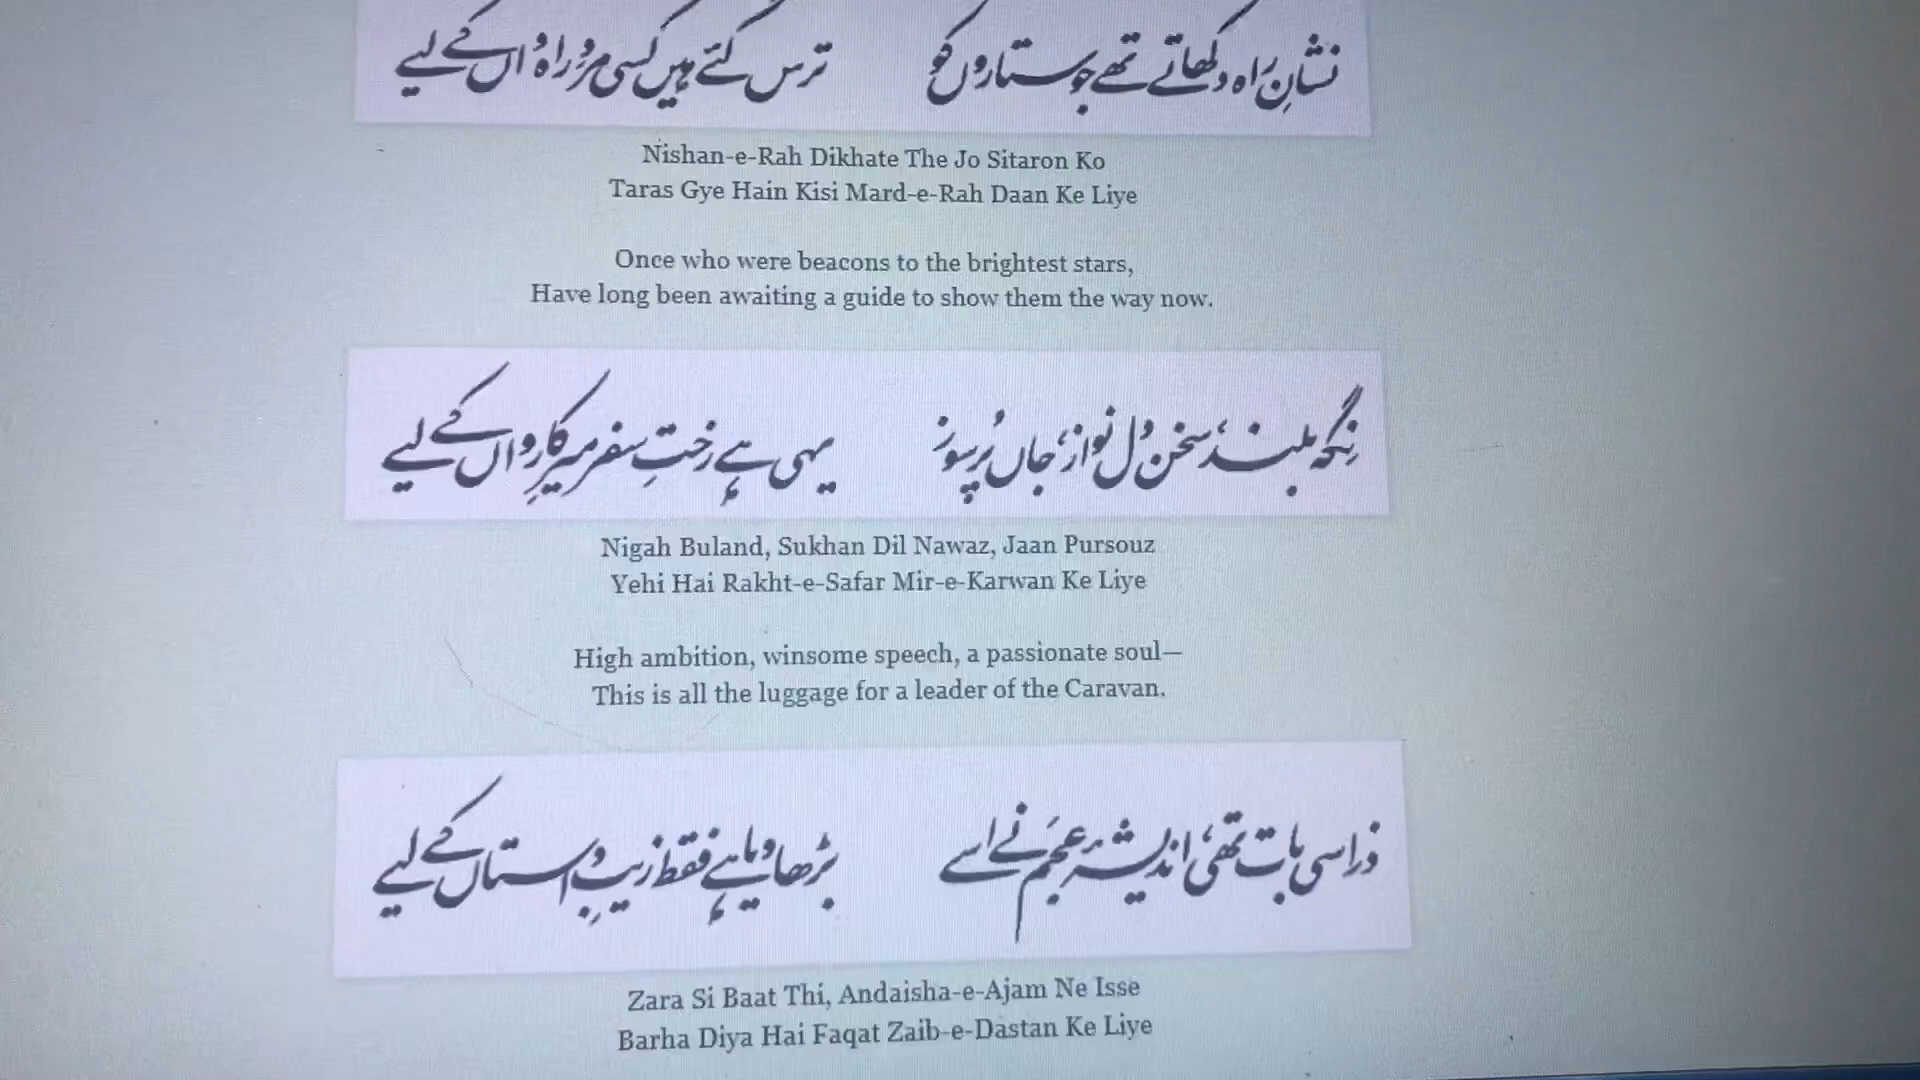 نشانِ راہ دکھاتے تھے جو ستاروں کو ترس گئے ہیں کسی مردِ راہ داں کے لیے
Nishan-e-Rah Dikhate The Jo Sitaron Ko
Taras Gye Hain Kisi Mard-e-Rah Daan Ke Liye
Once who were beacons to the brightest stars,
Have long been awaiting a guide to show them the way now.
نِگہ بلند، سخن دل نواز، جاں پُرسوز یہی ہے رختِ سفر میرِ کارواں کے لیے
Nigah Buland, Sukhan Dil Nawaz, Jaan Pursouz
Yehi Hai Rakht-e-Safar Mir-e-Karwan Ke Liye
High ambition, winsome speech, a passionate soul—
This is all the luggage for a leader of the Caravan.
ذرا سی بات تھی، اندیشۂ عجَم نے اسے بڑھا دیا ہے فقط زیبِ داستاں کے لیے
Zara Si Baat Thi, Andaisha-e-Ajam Ne Isse
Barha Diya Hai Faqat Zaib-e-Dastan Ke Liye